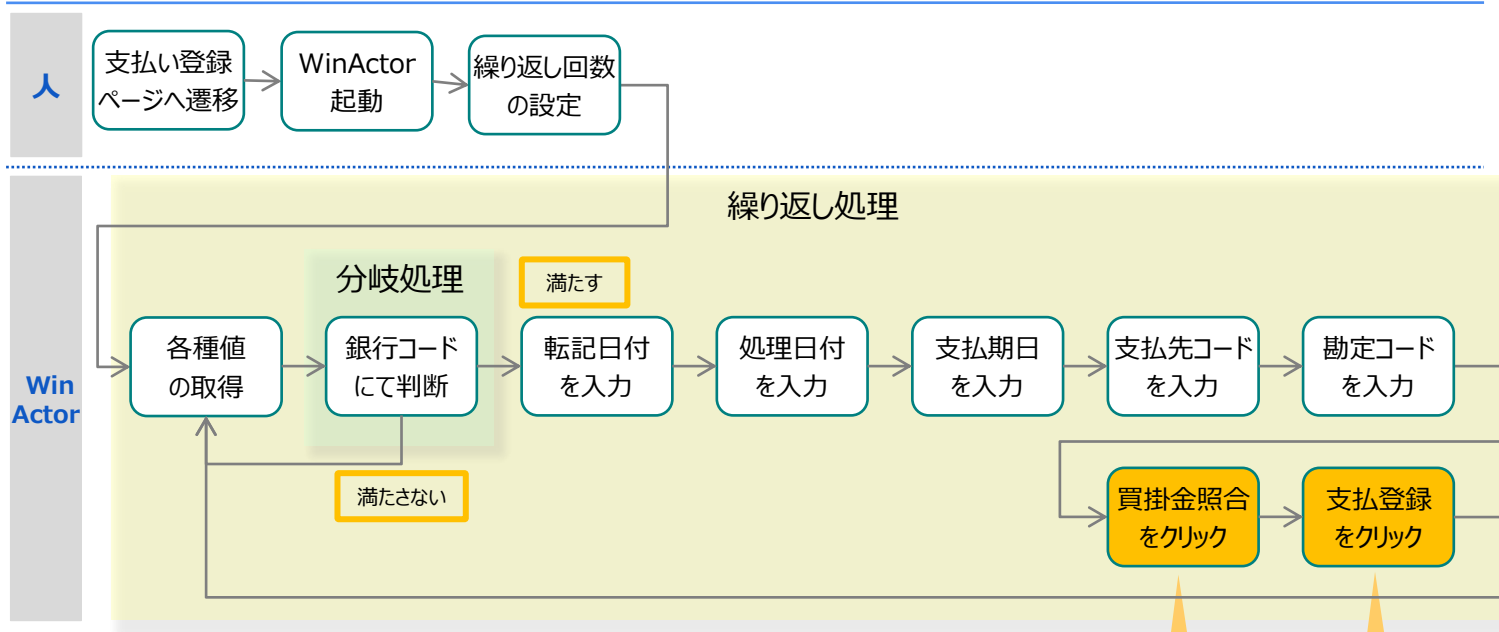 人
支払い登録
ページへ遷移
WinActor
起動
繰り返し回数
の設定
繰り返し処理
分岐処理
満たす
Win
Actor
各種値
の取得
銀行コード
にて判断
転記日付
を入力
処理日付
を入力
支払期日
を入力
支払先コード
を入力
勘定コード
を入力
満たさない
買掛金照合
をクリック
支払登録
をクリック